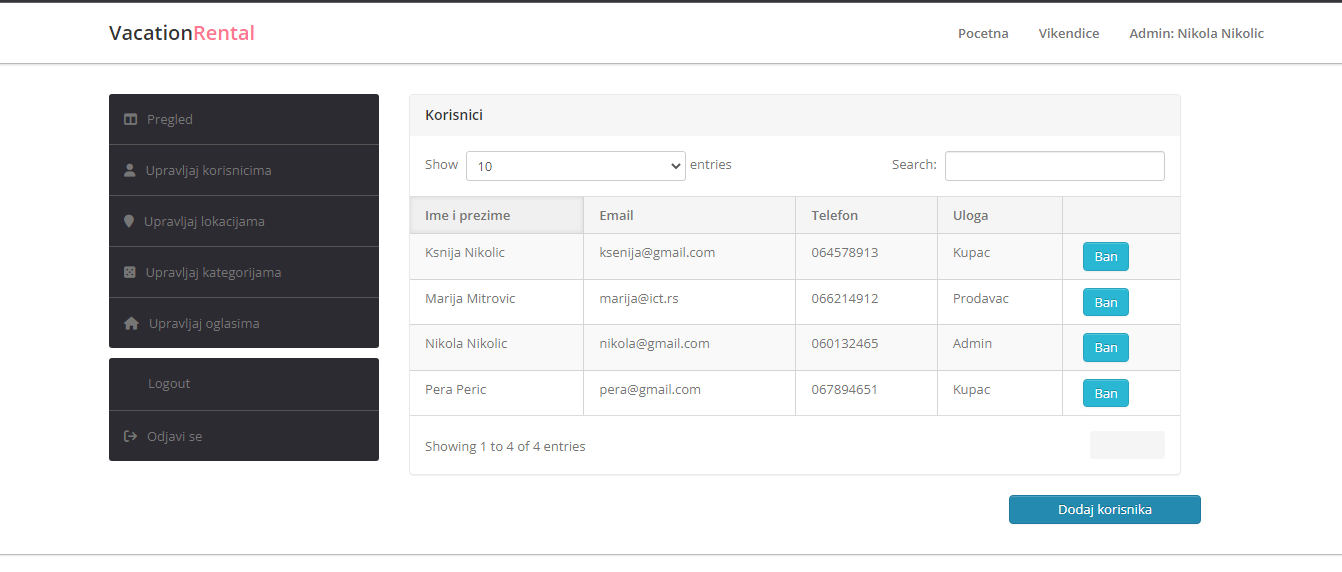 VacationRental
Pocetna Vikendice Admin: Nikola Nikolic
Pregled
Upravljaj korisnicima
Upravljaj lokacijama
Upravljaj kategorijama
Upravljaj oglasima
Logout
Odjavi se
Korisnici
Show 10 entries Search:
Ime i prezime Email Telefon Uloga
Ksnija Nikolic ksenija@gmail.com 064578913 Kupac Ban
Marija Mitrovic marija@ict.rs 066214912 Prodavac Ban
Nikola Nikolic nikola@gmail.com 060132465 Admin Ban
Pera Peric pera@gmail.com 067894651 Kupac Ban
Showing 1 to 4 of 4 entries
Dodaj korisnika